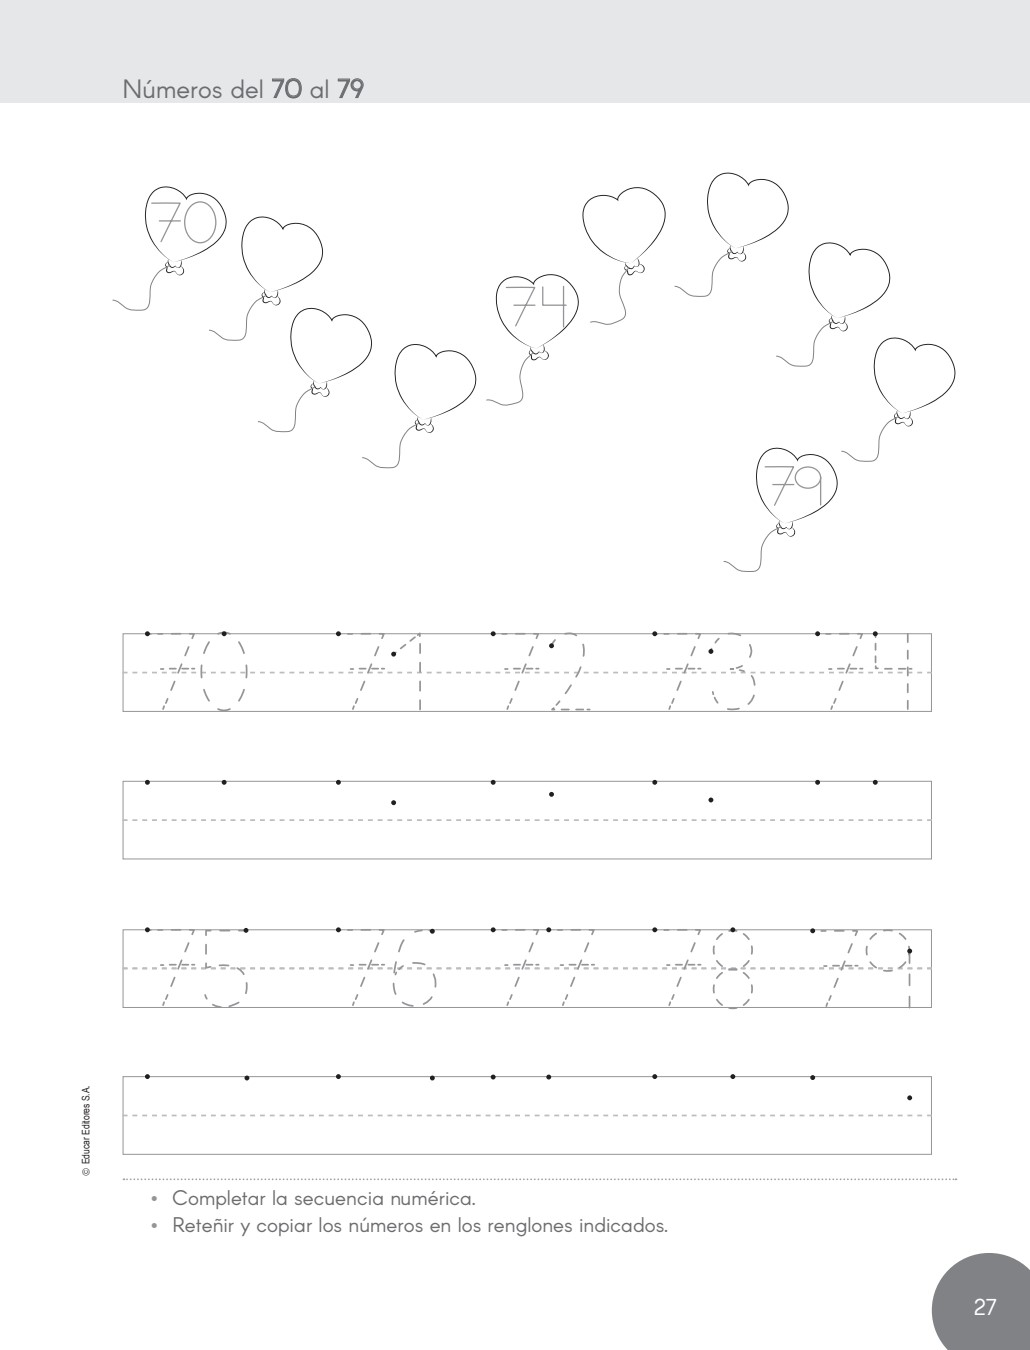 Números del 70 al 79
70
74
79
70 71 72 73 74
75 76 77 78 79
© Educar Editores S.A.
• Completar la secuencia numérica.
• Reteñir y copiar los números en los renglones indicados.
27